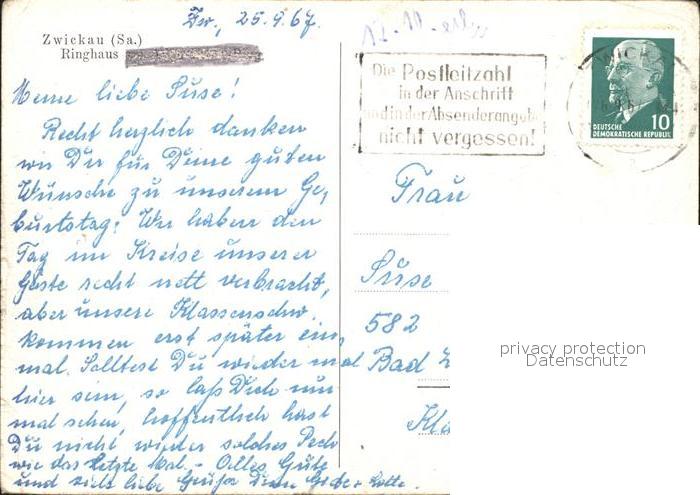 Zw., 25.9.67.
Zwickau (Sa.)
Ringhaus
Meine liebe Suse!
Recht herzlich danken
wir Dir für Deine guten
Wünsche zu unserem Ge-
burtstag! Wir haben den
Tag im Kreise unserer
Gäste recht nett verbracht,
aber unsere Klassenschw.
kommen erst später ein-
mal. Solltest Du wieder mal
hier sein, so laß Dich nun
mal sehen, hoffentlich hast
Du nicht wieder solches Pech
wie das letzte Mal. - Alles Gute
und viele liebe Grüße Deine Lotte.
Die Postleitzahl
in der Anschrift
und in der Absenderangabe
nicht vergessen!
10
DEUTSCHE
DEMOKRATISCHE REPUBLIK
Frau
Suse
582
Bad
privacy protection
Datenschutz